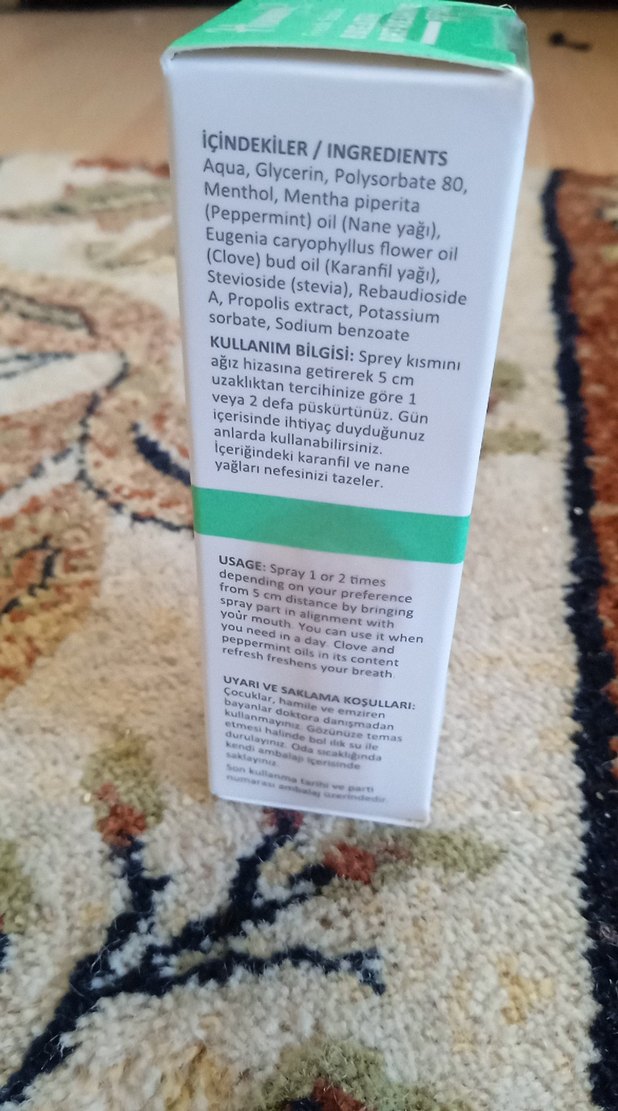 İÇİNDEKİLER / INGREDIENTS
Aqua, Glycerin, Polysorbate 80,
Menthol, Mentha piperita
(Peppermint) oil (Nane yağı),
Eugenia caryophyllus flower oil
(Clove) bud oil (Karanfil yağı),
Stevioside (stevia), Rebaudioside
A, Propolis extract, Potassium
sorbate, Sodium benzoate
KULLANIM BİLGİSİ: Sprey kısmını
ağız hizasına getirerek 5 cm
uzaklıktan tercihinize göre 1
veya 2 defa püskürtünüz. Gün
içerisinde ihtiyaç duyduğunuz
anlarda kullanabilirsiniz.
İçeriğindeki karanfil ve nane
yağları nefesinizi tazeler.
USAGE: Spray 1 or 2 times
depending on your preference
from 5 cm distance by bringing
spray part in alignment with
your mouth. You can use it when
you need in a day. Clove and
peppermint oils in its content
refresh freshens your breath.
UYARI VE SAKLAMA KOŞULLARI:
Çocuklar, hamile ve emziren
bayanlar doktora danışmadan
kullanmayınız. Gözünüze temas
etmesi halinde bol ılık su ile
durulayınız. Oda sıcaklığında
kendi ambalajı içerisinde
saklayınız.
Son kullanma tarihi ve parti
numarası ambalaj üzerindedir.